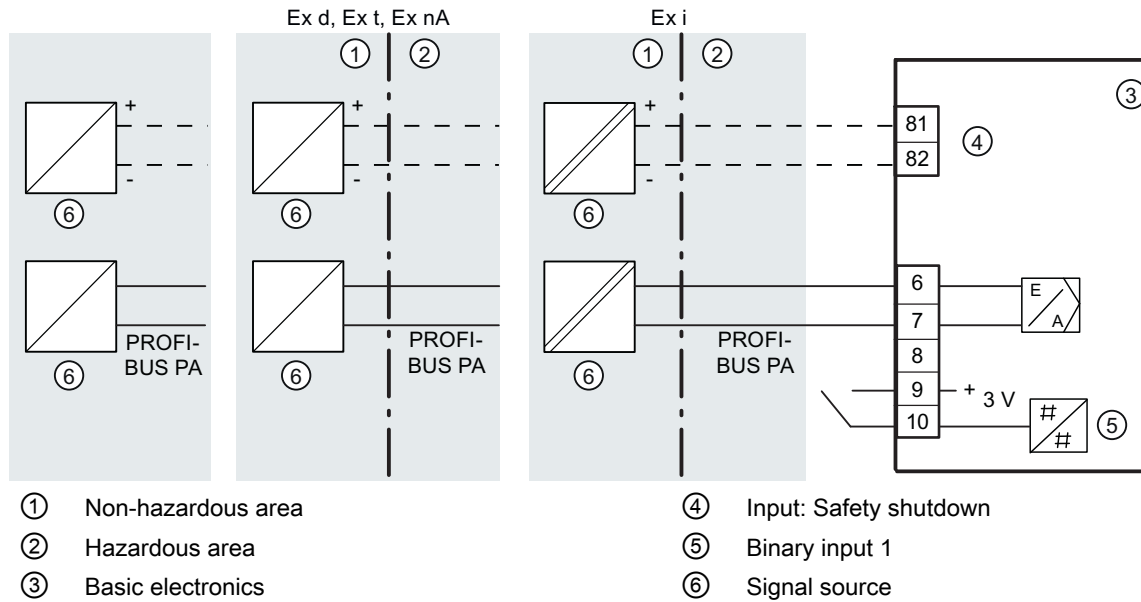 Ex d, Ex t, Ex nA
Ex i
① ②
① ②
③
+
+
+
81
④
82
-
-
-
⑥
⑥
⑥
6
E
A
7
PROFI-
BUS PA
PROFI-
BUS PA
PROFI-
BUS PA
8
9
+ 3 V
10
#
#
⑤
⑥
⑥
⑥
① Non-hazardous area
② Hazardous area
③ Basic electronics
④ Input: Safety shutdown
⑤ Binary input 1
⑥ Signal source